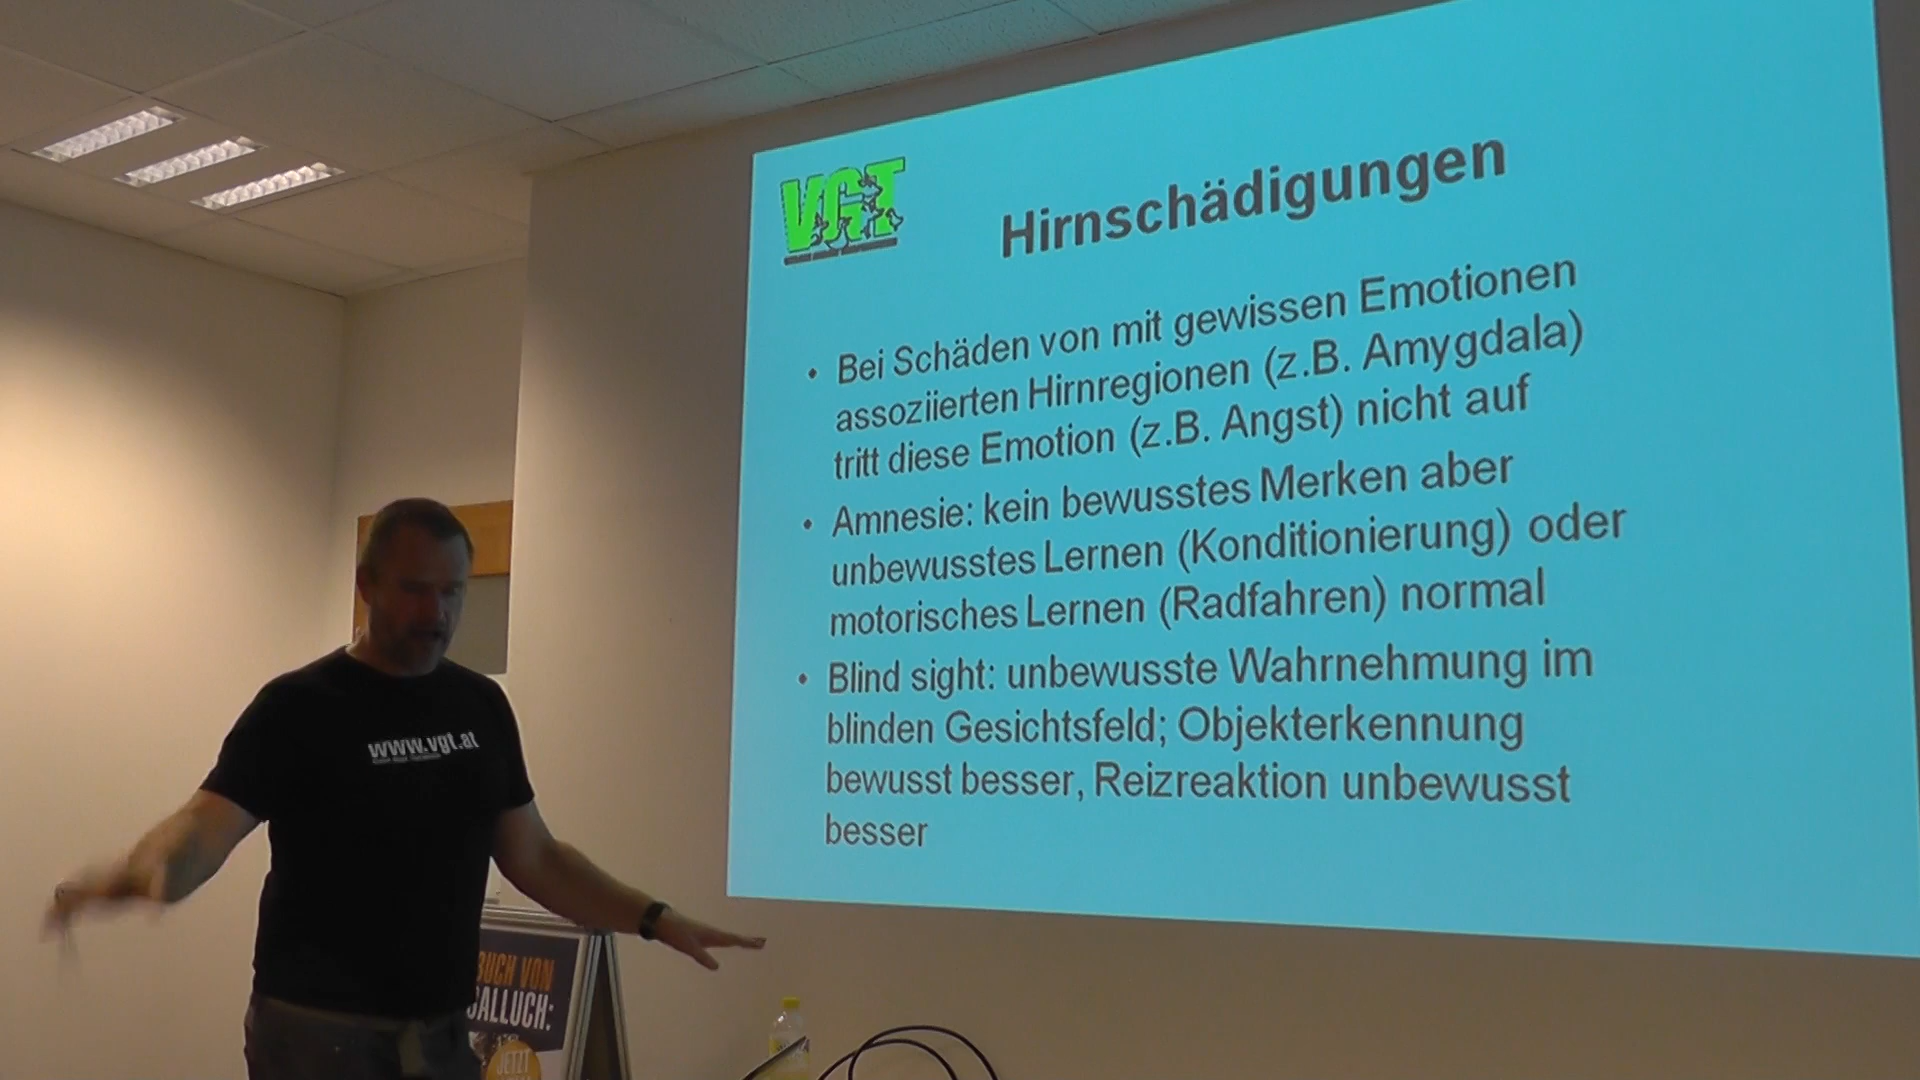 VGT
Hirnschädigungen
• Bei Schäden von mit gewissen Emotionen
assoziierten Hirnregionen (z.B. Amygdala)
tritt diese Emotion (z.B. Angst) nicht auf
• Amnesie: kein bewusstes Merken aber
unbewusstes Lernen (Konditionierung) oder
motorisches Lernen (Radfahren) normal
• Blind sight: unbewusste Wahrnehmung im
blinden Gesichtsfeld; Objekterkennung
bewusst besser, Reizreaktion unbewusst
besser
www.vgt.at
BUCH VON
BALLUCH:
JETZT